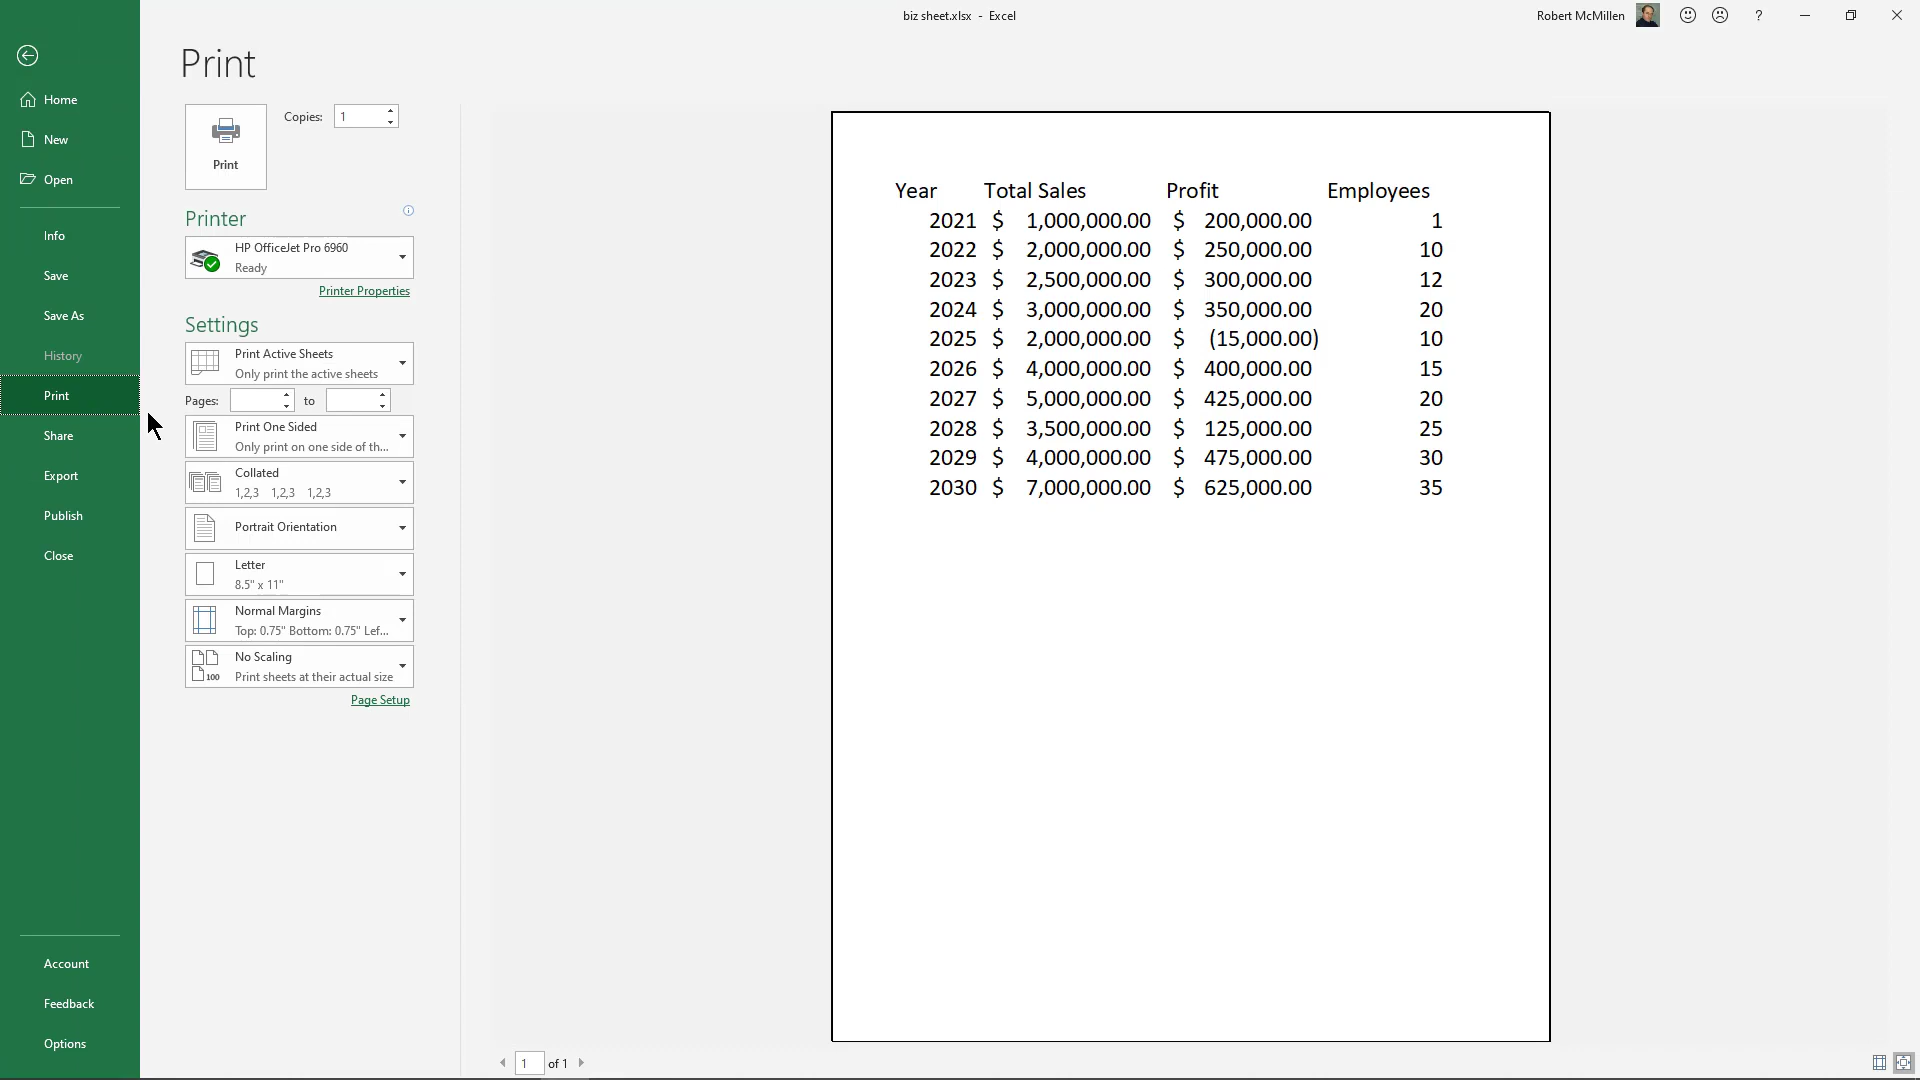 biz sheet.xlsx - Excel
Robert McMillen
?
Home
New
Open
Info
Save
Save As
History
Print
Share
Export
Publish
Close
Account
Feedback
Options
Print
Print
Copies: 1
Printer
HP OfficeJet Pro 6960
Ready
Printer Properties
Settings
Print Active Sheets
Only print the active sheets
Pages: to
Print One Sided
Only print on one side of th...
Collated
1,2,3 1,2,3 1,2,3
Portrait Orientation
Letter
8.5" x 11"
Normal Margins
Top: 0.75" Bottom: 0.75" Lef...
No Scaling
100
Print sheets at their actual size
Page Setup
Year Total Sales Profit Employees
2021 $ 1,000,000.00 $ 200,000.00 1
2022 $ 2,000,000.00 $ 250,000.00 10
2023 $ 2,500,000.00 $ 300,000.00 12
2024 $ 3,000,000.00 $ 350,000.00 20
2025 $ 2,000,000.00 $ (15,000.00) 10
2026 $ 4,000,000.00 $ 400,000.00 15
2027 $ 5,000,000.00 $ 425,000.00 20
2028 $ 3,500,000.00 $ 125,000.00 25
2029 $ 4,000,000.00 $ 475,000.00 30
2030 $ 7,000,000.00 $ 625,000.00 35
1 of 1